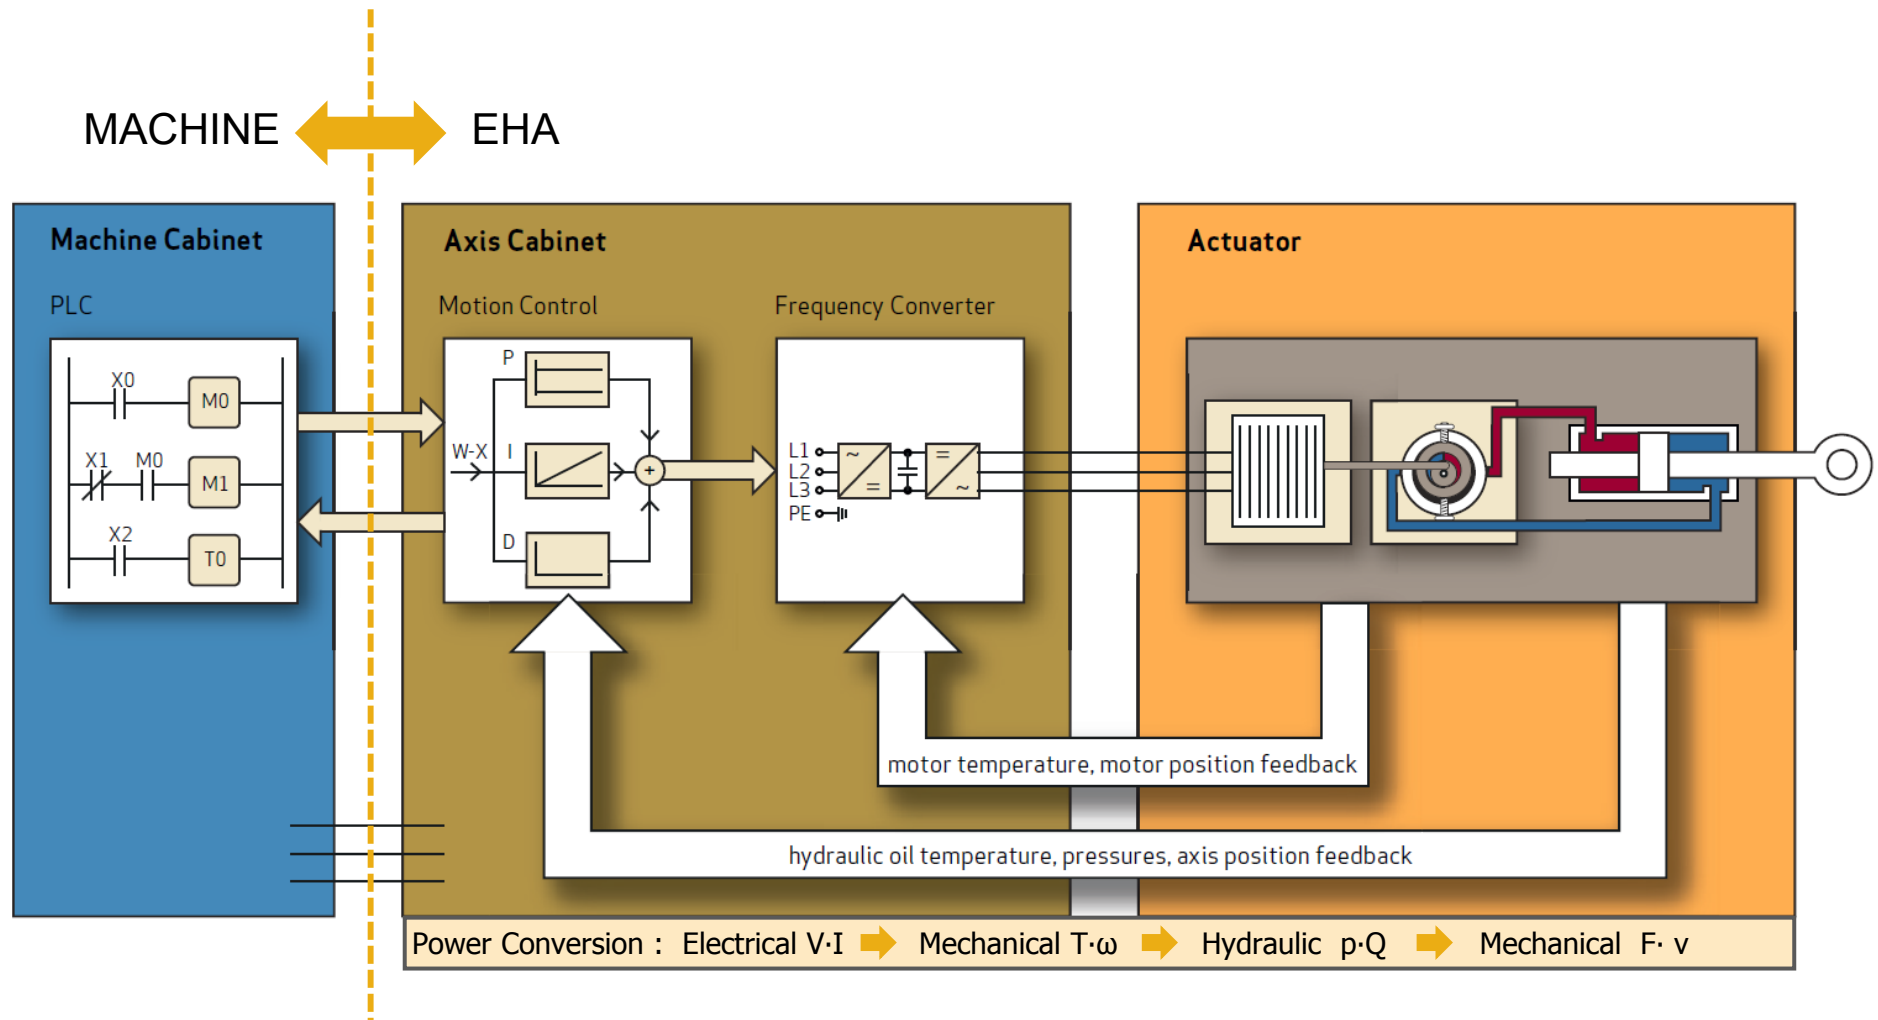 MACHINE
EHA
Machine Cabinet
PLC
X0
M0
X1
M0
M1
X2
T0
Axis Cabinet
Motion Control
P
W-X
I
+
D
Frequency Converter
L1
L2
L3
PE
~
=
=
~
Actuator
motor temperature, motor position feedback
hydraulic oil temperature, pressures, axis position feedback
Power Conversion : Electrical V·I Mechanical T·ω Hydraulic p·Q Mechanical F· v